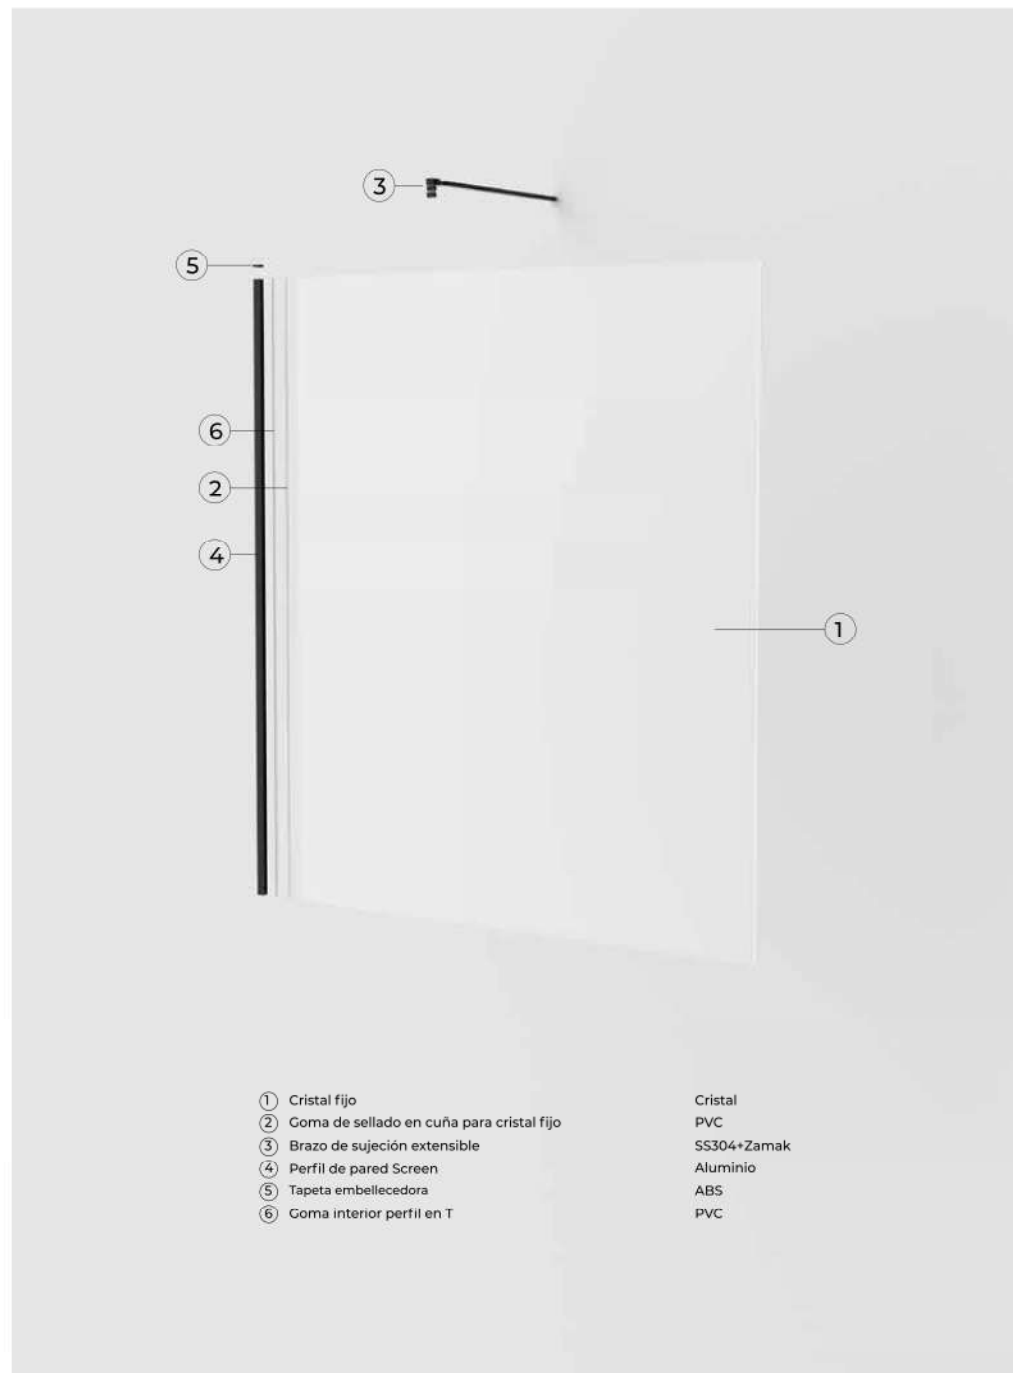 3
5
6
2
4
1
1 Cristal fijo Cristal
2 Goma de sellado en cuña para cristal fijo PVC
3 Brazo de sujeción extensible SS304+Zamak
4 Perfil de pared Screen Aluminio
5 Tapeta embellecedora ABS
6 Goma interior perfil en T PVC